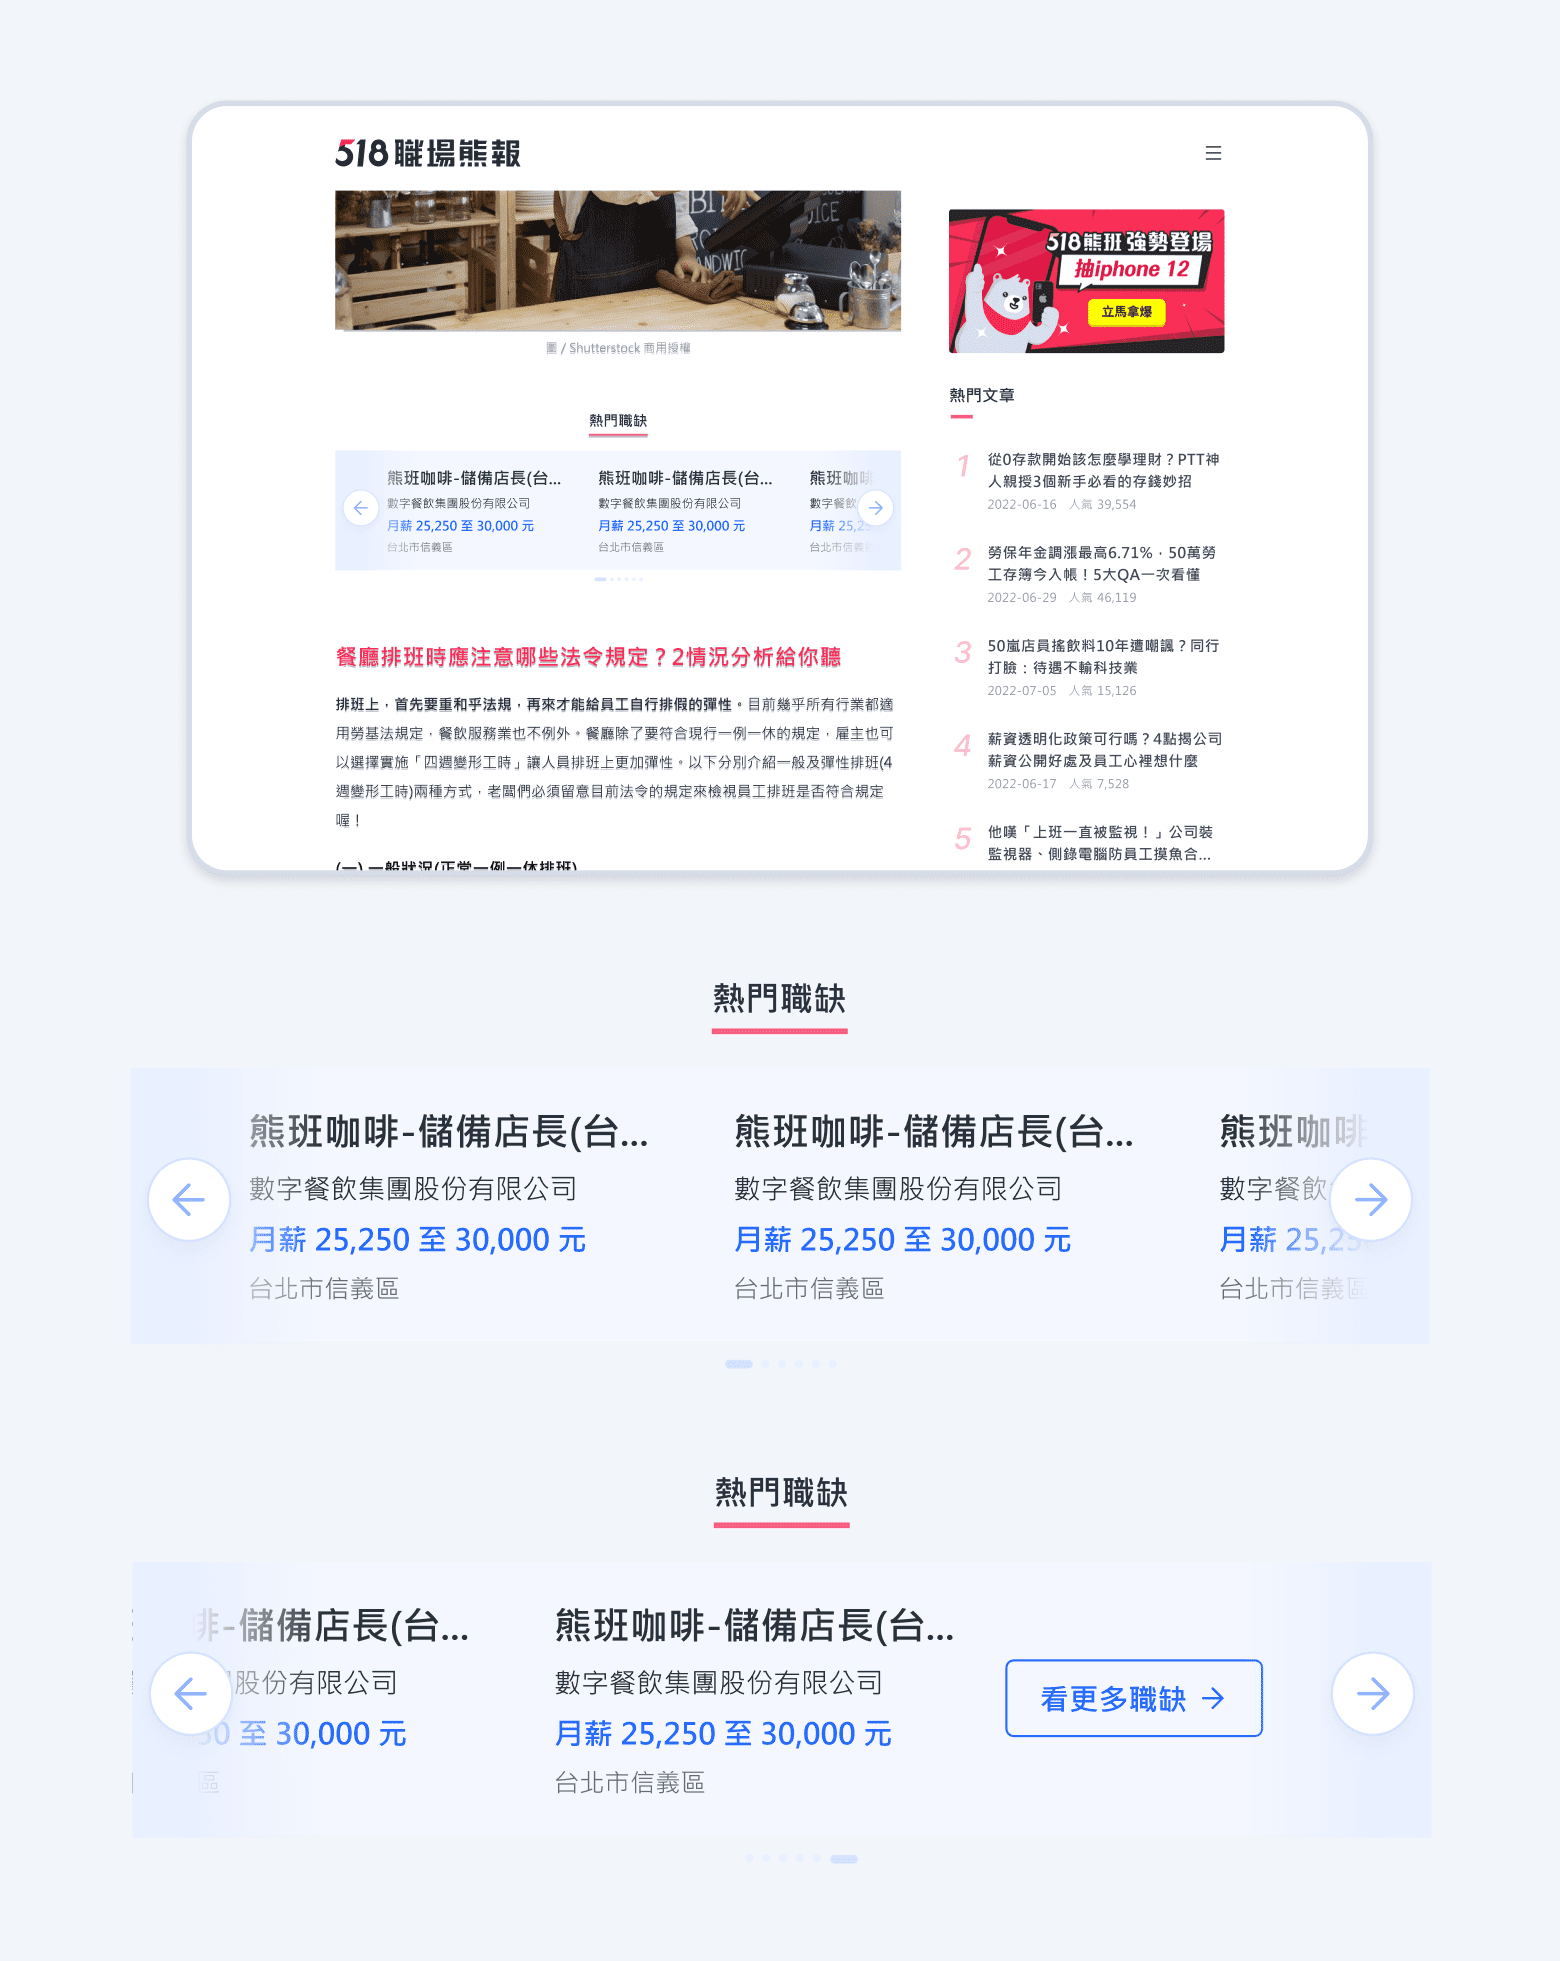 518 職場熊報
圖 / Shutterstock 商用授權
熱門職缺
熊班咖啡-儲備店長(台...
數字餐飲集團股份有限公司
月薪 25,250 至 30,000 元
台北市信義區
熊班咖啡-儲備店長(台...
數字餐飲集團股份有限公司
月薪 25,250 至 30,000 元
台北市信義區
熊班咖啡
數字餐飲
月薪 25,25
台北市信義區
餐廳排班時應注意哪些法令規定？2情況分析給你聽
排班上，首先要重和乎法規，再來才能給員工自行排假的彈性。目前幾乎所有行業都適
用勞基法規定，餐飲服務業也不例外。餐廳除了要符合現行一例一休的規定，雇主也可
以選擇實施「四週變形工時」讓人員排班上更加彈性。以下分別介紹一般及彈性排班(4
週變形工時)兩種方式，老闆們必須留意目前法令的規定來檢視員工排班是否符合規定
喔！
(一) 一般狀況(正常一例一休排班)
518熊班 強勢登場
抽iphone 12
立馬拿爆
熱門文章
1
從0存款開始該怎麼學理財？PTT神
人親授3個新手必看的存錢妙招
2022-06-16 人氣 39,554
2
勞保年金調漲最高6.71%，50萬勞
工存簿今入帳！5大QA一次看懂
2022-06-29 人氣 46,119
3
50嵐店員搖飲料10年遭嘲諷？同行
打臉：待遇不輸科技業
2022-07-05 人氣 15,126
4
薪資透明化政策可行嗎？4點揭公司
薪資公開好處及員工心裡想什麼
2022-06-17 人氣 7,528
5
他嘆「上班一直被監視！」公司裝
監視器、側錄電腦防員工摸魚合...
熱門職缺
熊班咖啡-儲備店長(台...
數字餐飲集團股份有限公司
月薪 25,250 至 30,000 元
台北市信義區
熊班咖啡-儲備店長(台...
數字餐飲集團股份有限公司
月薪 25,250 至 30,000 元
台北市信義區
熊班咖啡
數字餐飲
月薪 25,25
台北市信義區
熱門職缺
啡-儲備店長(台...
股份有限公司
50 至 30,000 元
區
熊班咖啡-儲備店長(台...
數字餐飲集團股份有限公司
月薪 25,250 至 30,000 元
台北市信義區
看更多職缺